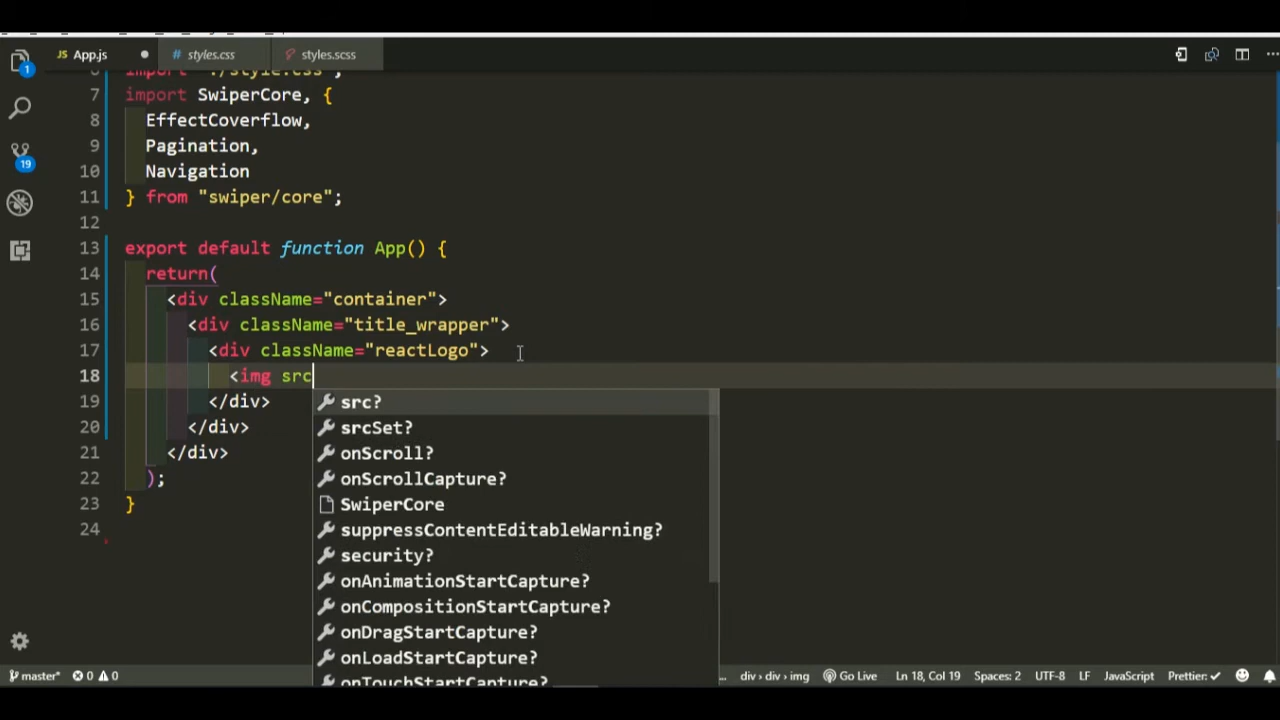 JS App.js
# styles.css
styles.scss
1
19
6 import "./style.css";
7 import SwiperCore, {
8 EffectCoverflow,
9 Pagination,
10 Navigation
11 } from "swiper/core";
12
13 export default function App() {
14 return(
15 <div className="container">
16 <div className="title_wrapper">
17 <div className="reactLogo">
18 <img src
19 </div>
20 </div>
21 </div>
22 );
23 }
24
src?
srcSet?
onScroll?
onScrollCapture?
SwiperCore
suppressContentEditableWarning?
security?
onAnimationStartCapture?
onCompositionStartCapture?
onDragStartCapture?
onLoadStartCapture?
onTouchStartCapture?
master* 0 0 ... div › div › img Go Live Ln 18, Col 19 Spaces: 2 UTF-8 LF JavaScript Prettier: ✓